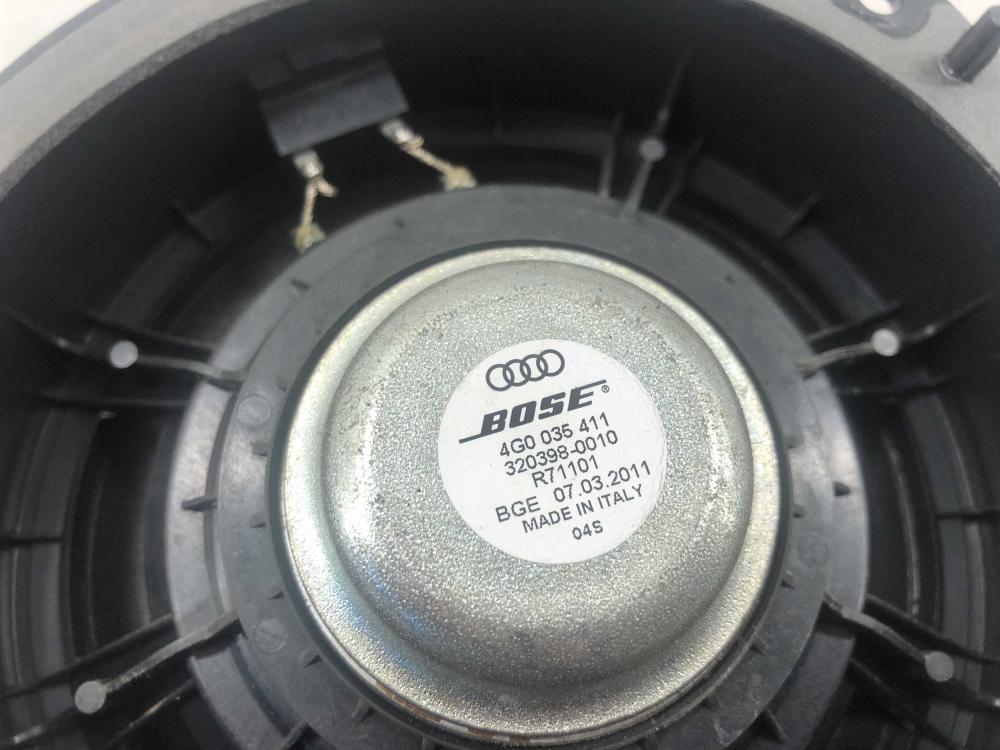 BOSE®
4G0 035 411
320398-0010
R71101
BGE 07.03.2011
MADE IN ITALY
04S